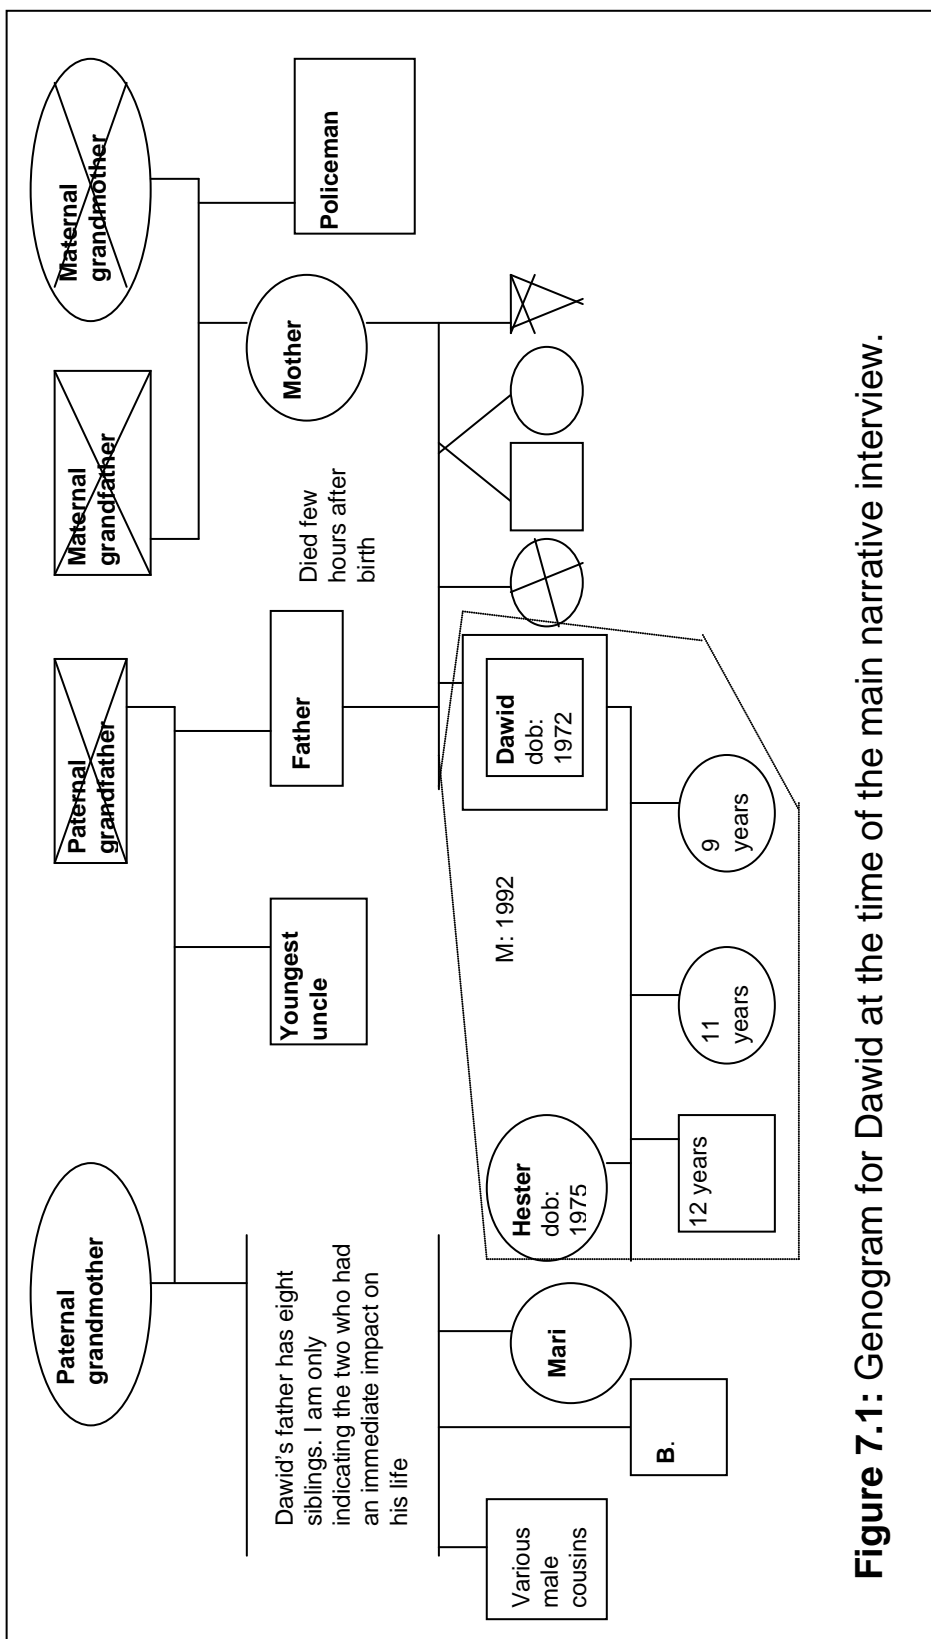 Paternal
grandmother
Paternal
grandfather
Maternal
grandfather
Maternal
grandmother
Dawid's father has eight
siblings. I am only
indicating the two who had
an immediate impact on
his life
Youngest
uncle
Father
Died few
hours after
birth
Mother
Policeman
Various
male
cousins
B.
Mari
Hester
dob:
1975
M: 1992
Dawid
dob:
1972
12 years
11
years
9
years
Figure 7.1: Genogram for Dawid at the time of the main narrative interview.